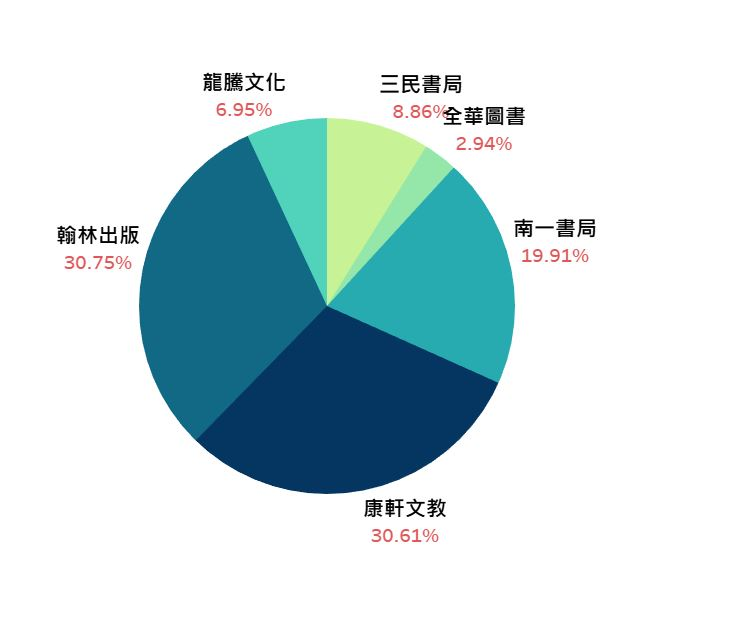 龍騰文化
6.95%
三民書局
8.86%
全華圖書
2.94%
南一書局
19.91%
翰林出版
30.75%
康軒文教
30.61%